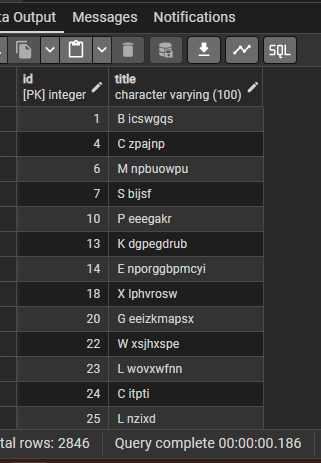 ta Output Messages Notifications
SQL
id title
[PK] integer character varying (100)
1 B icswgqs
4 C zpajnp
6 M npbuowpu
7 S bijsf
10 P eeegakr
13 K dgpegdrub
14 E nporggbpmcyi
18 X lphvrosw
20 G eeizkmapsx
22 W xsjhxspe
23 L wovxwfnn
24 C itpti
25 L nzixd
tal rows: 2846 Query complete 00:00:00.186